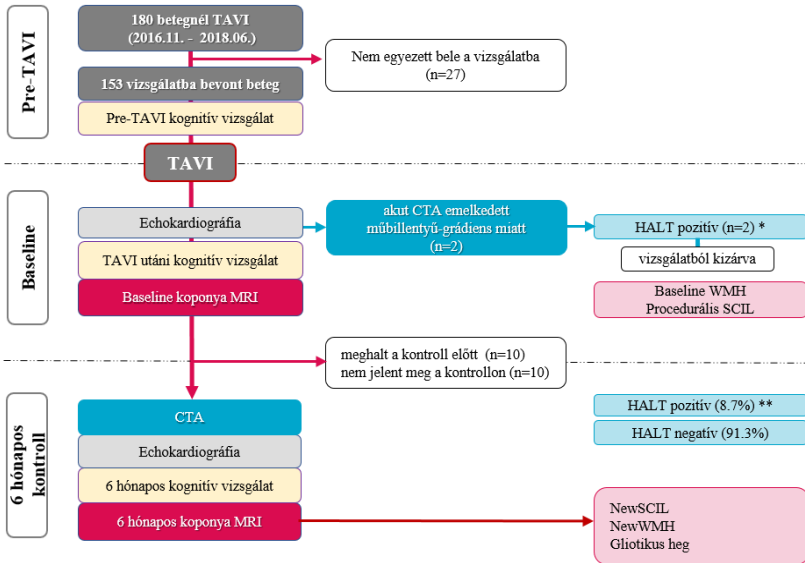 Pre-TAVI
180 betegnél TAVI
(2016.11. - 2018.06.)
Nem egyezett bele a vizsgálatba
(n=27)
153 vizsgálatba bevont beteg
Pre-TAVI kognitív vizsgálat
TAVI
Baseline
Echokardiográfia
akut CTA emelkedett
műbillentyű-grádiens miatt
(n=2)
HALT pozitív (n=2) *
vizsgálatból kizárva
TAVI utáni kognitív vizsgálat
Baseline koponya MRI
Baseline WMH
Procedurális SCIL
meghalt a kontroll előtt (n=10)
nem jelent meg a kontrollon (n=10)
6 hónapos
kontroll
CTA
HALT pozitív (8.7%) **
HALT negatív (91.3%)
Echokardiográfia
6 hónapos kognitív vizsgálat
6 hónapos koponya MRI
NewSCIL
NewWMH
Gliotikus heg